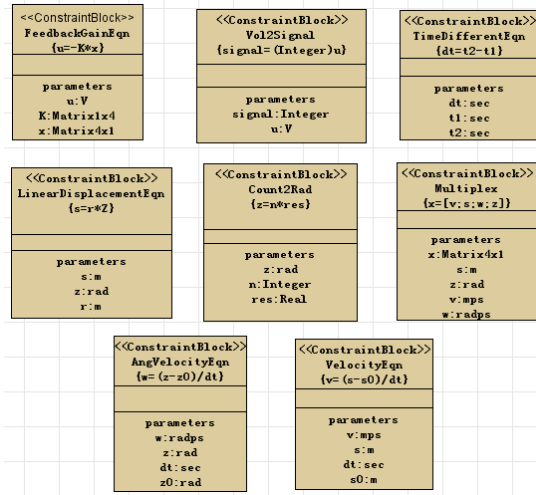 <<ConstraintBlock>>
FeedbackGainEqn
{u=-K*x}
parameters
u:V
K:Matrix1x4
x:Matrix4x1
<<ConstraintBlock>>
Vol2Signal
{signal=(Integer)u}
parameters
signal:Integer
u:V
<<ConstraintBlock>>
TimeDifferentEqn
{dt=t2-t1}
parameters
dt:sec
t1:sec
t2:sec
<<ConstraintBlock>>
LinearDisplacementEqn
{s=r*Z}
parameters
s:m
z:rad
r:m
<<ConstraintBlock>>
Count2Rad
{z=n*res}
parameters
z:rad
n:Integer
res:Real
<<ConstraintBlock>>
Multiplex
{x=[v;s;w;z]}
parameters
x:Matrix4x1
s:m
z:rad
v:mps
w:radps
<<ConstraintBlock>>
AngVelocityEqn
{w=(z-z0)/dt}
parameters
w:radps
z:rad
dt:sec
z0:rad
<<ConstraintBlock>>
VelocityEqn
{v=(s-s0)/dt}
parameters
v:mps
s:m
dt:sec
s0:m